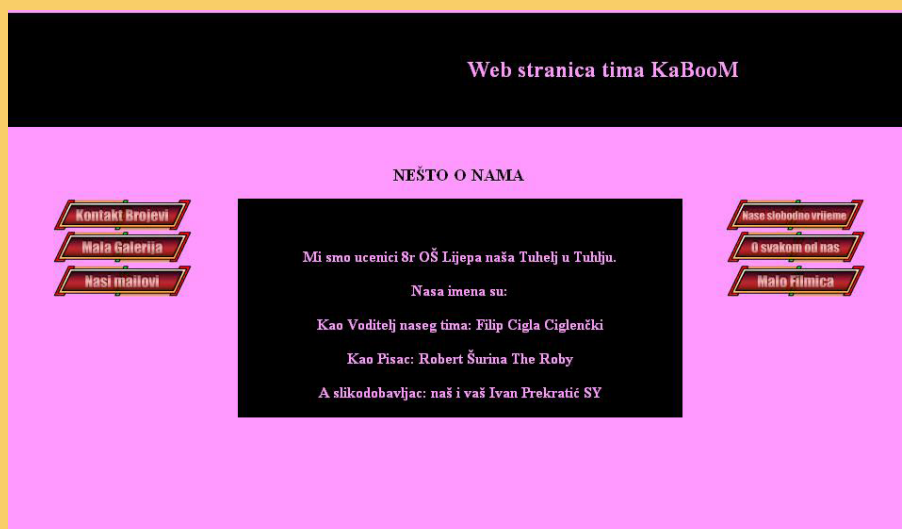 Web stranica tima KaBooM
NEŠTO O NAMA
Kontakt Brojevi
Mala Galerija
Nasi mailovi
Mi smo ucenici 8r OŠ Lijepa naša Tuhelj u Tuhlju.
Nasa imena su:
Kao Voditelj naseg tima: Filip Cigla Ciglenčki
Kao Pisac: Robert Šurina The Roby
A slikodobavljac: naš i vaš Ivan Prekratić SY
Nase slobodno vrijeme
O svakom od nas
Malo Filmica